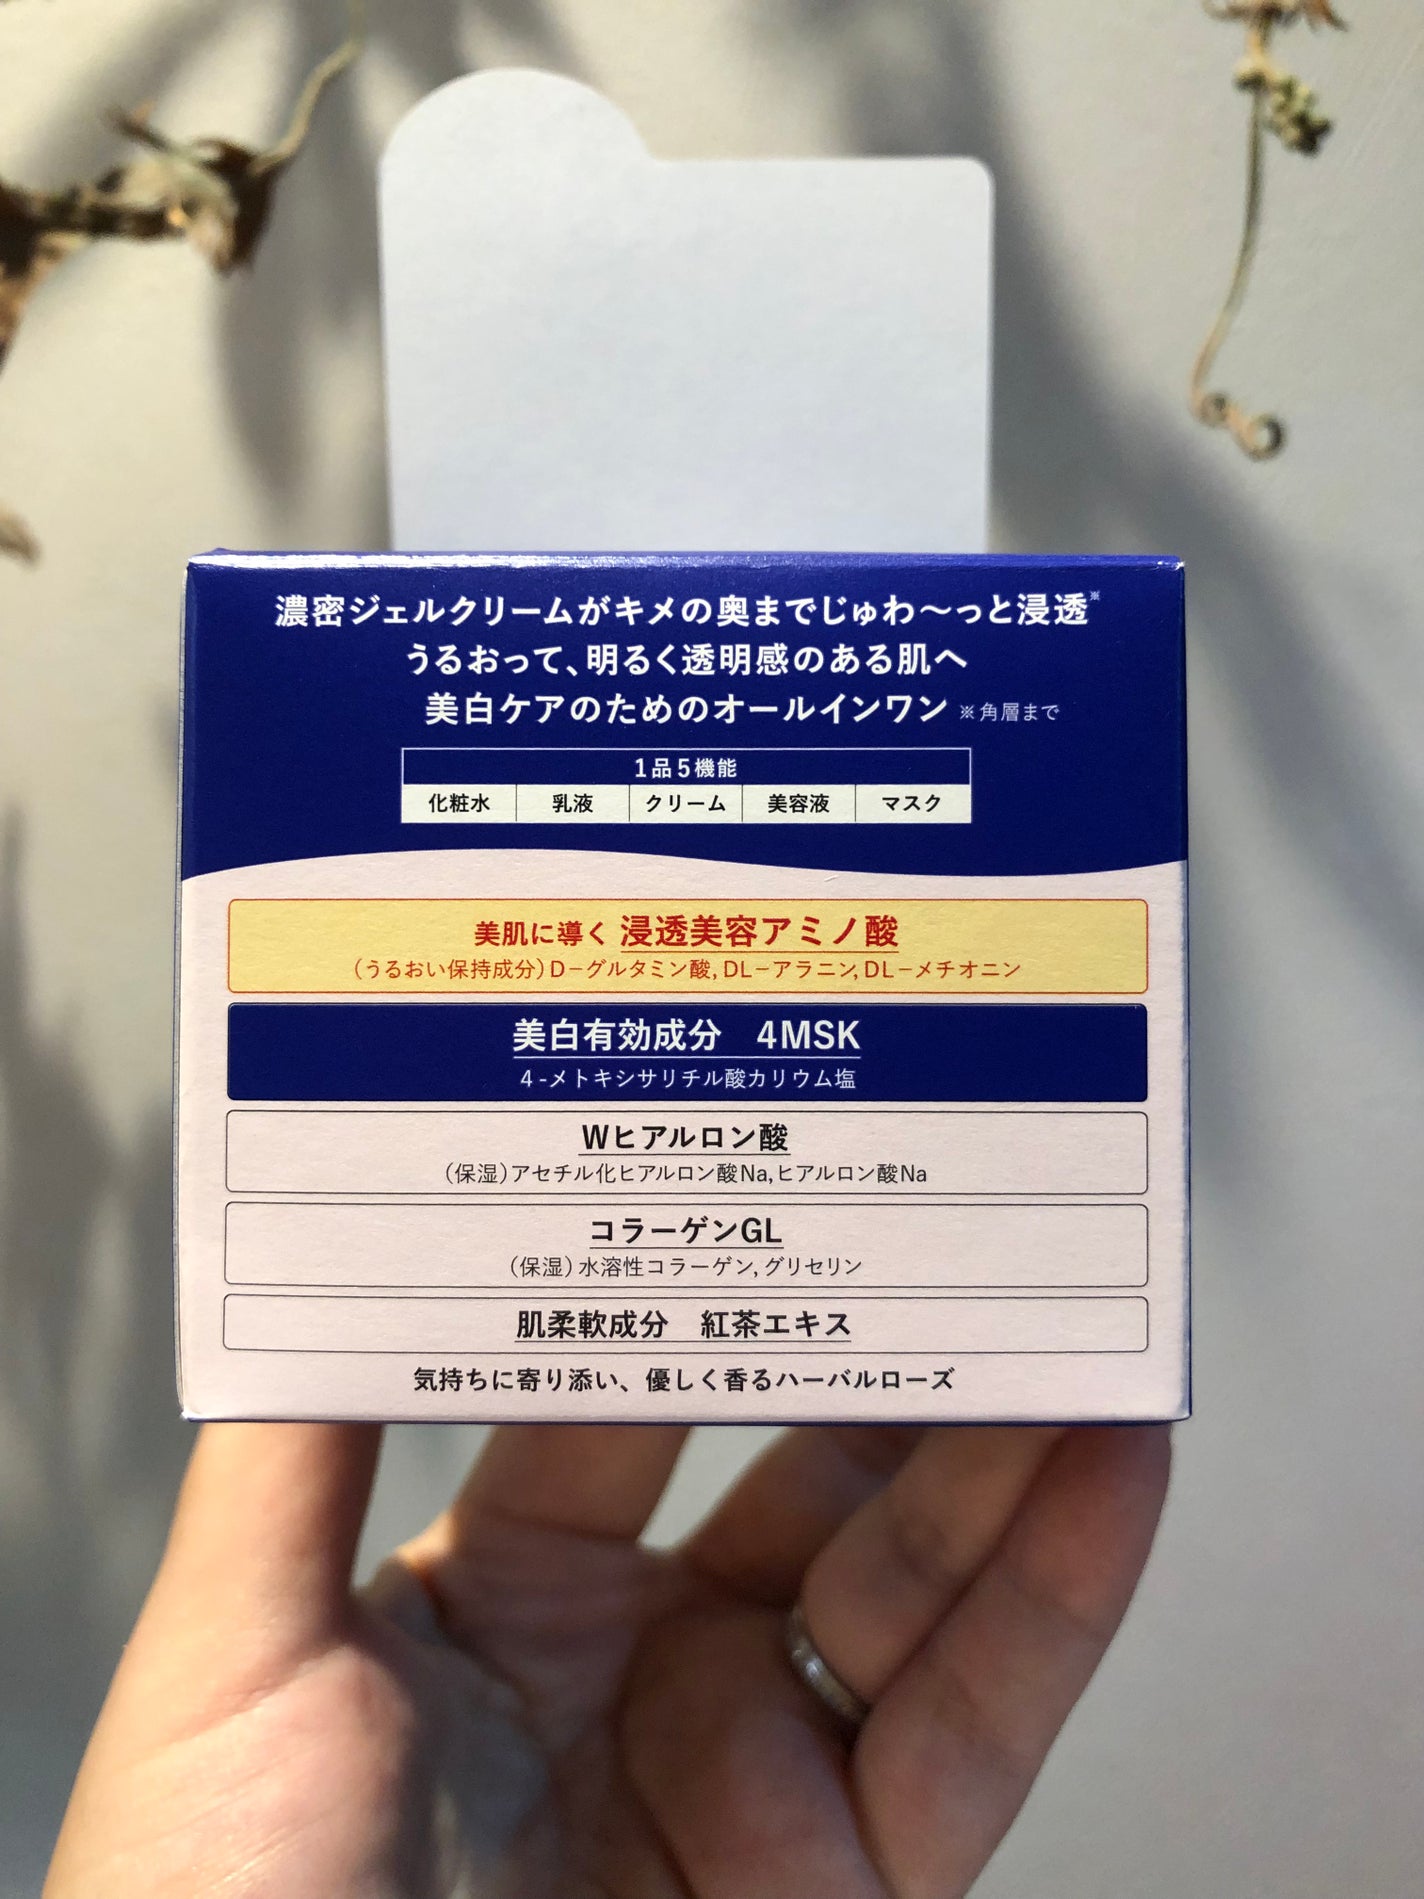 濃密ジェルクリームがキメの奥までじゅわ〜っと浸透※
うるおって、明るく透明感のある肌へ
美白ケアのためのオールインワン ※角層まで
1品5機能
化粧水 乳液 クリーム 美容液 マスク
美肌に導く 浸透美容アミノ酸
(うるおい保持成分)D-グルタミン酸,DL-アラニン,DL-メチオニン
美白有効成分 4MSK
4-メトキシサリチル酸カリウム塩
Wヒアルロン酸
(保湿)アセチル化ヒアルロン酸Na,ヒアルロン酸Na
コラーゲンGL
(保湿)水溶性コラーゲン,グリセリン
肌柔軟成分 紅茶エキス
気持ちに寄り添い、優しく香るハーバルローズ